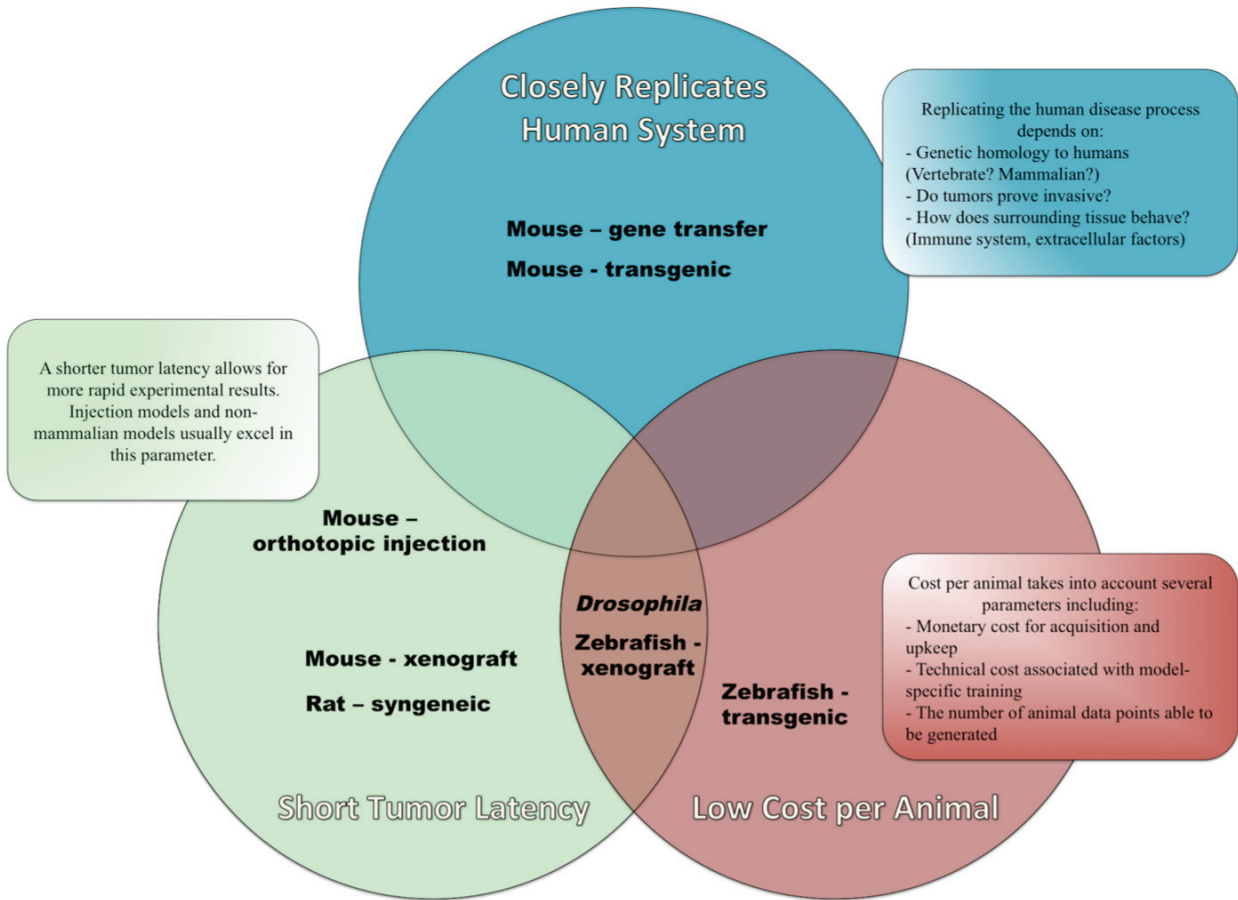 Closely Replicates
Human System
Replicating the human disease process
depends on:
- Genetic homology to humans
(Vertebrate? Mammalian?)
- Do tumors prove invasive?
- How does surrounding tissue behave?
(Immune system, extracellular factors)
Mouse – gene transfer
Mouse - transgenic
A shorter tumor latency allows for
more rapid experimental results.
Injection models and non-
mammalian models usually excel in
this parameter.
Mouse –
orthotopic injection
Mouse - xenograft
Rat – syngeneic
Drosophila
Zebrafish -
xenograft
Zebrafish -
transgenic
Cost per animal takes into account several
parameters including:
- Monetary cost for acquisition and
upkeep
- Technical cost associated with model-
specific training
- The number of animal data points able to
be generated
Short Tumor Latency
Low Cost per Animal